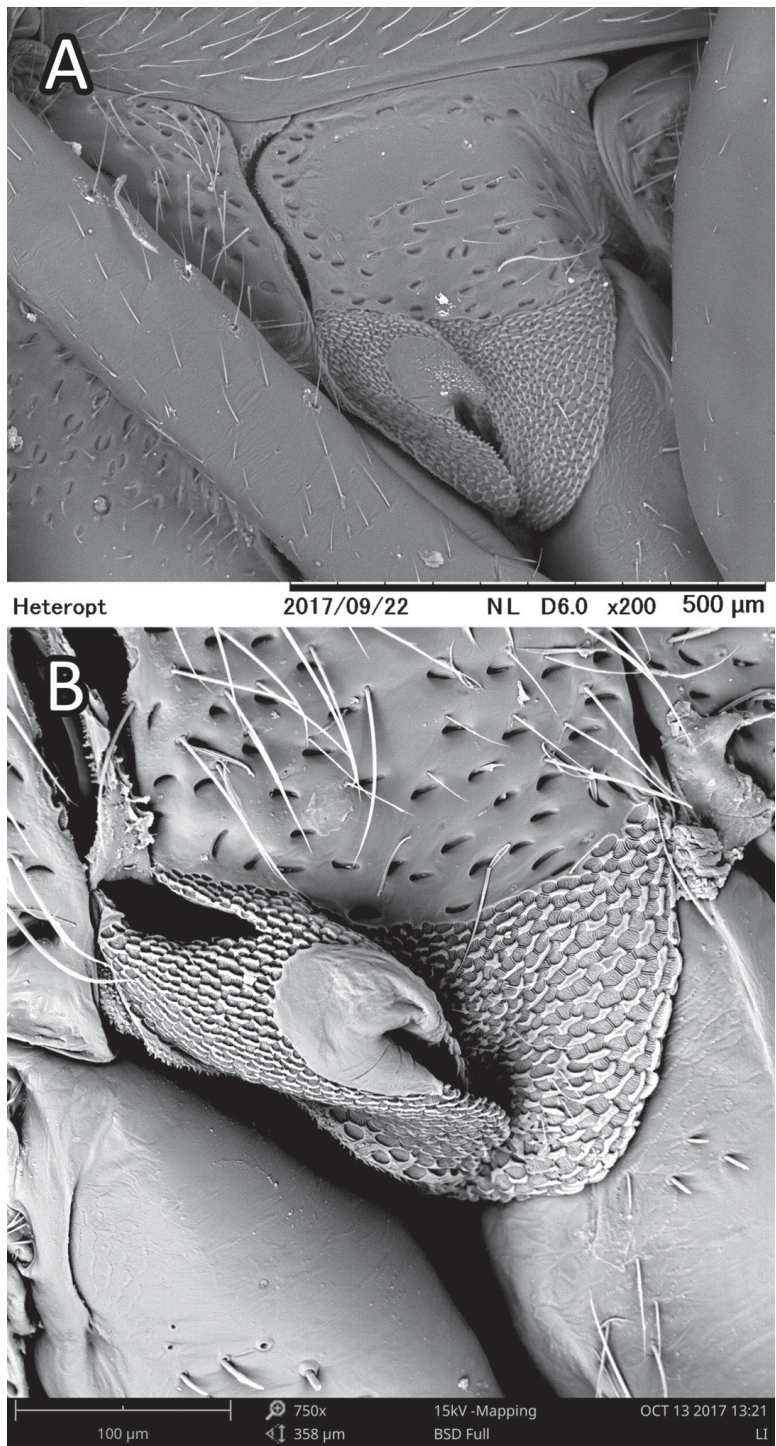 A
Heteropt 2017/09/22 NL D6.0 x200 500 µm
B
100 µm 750x 15kV -Mapping OCT 13 2017 13:21
358 µm BSD Full LI